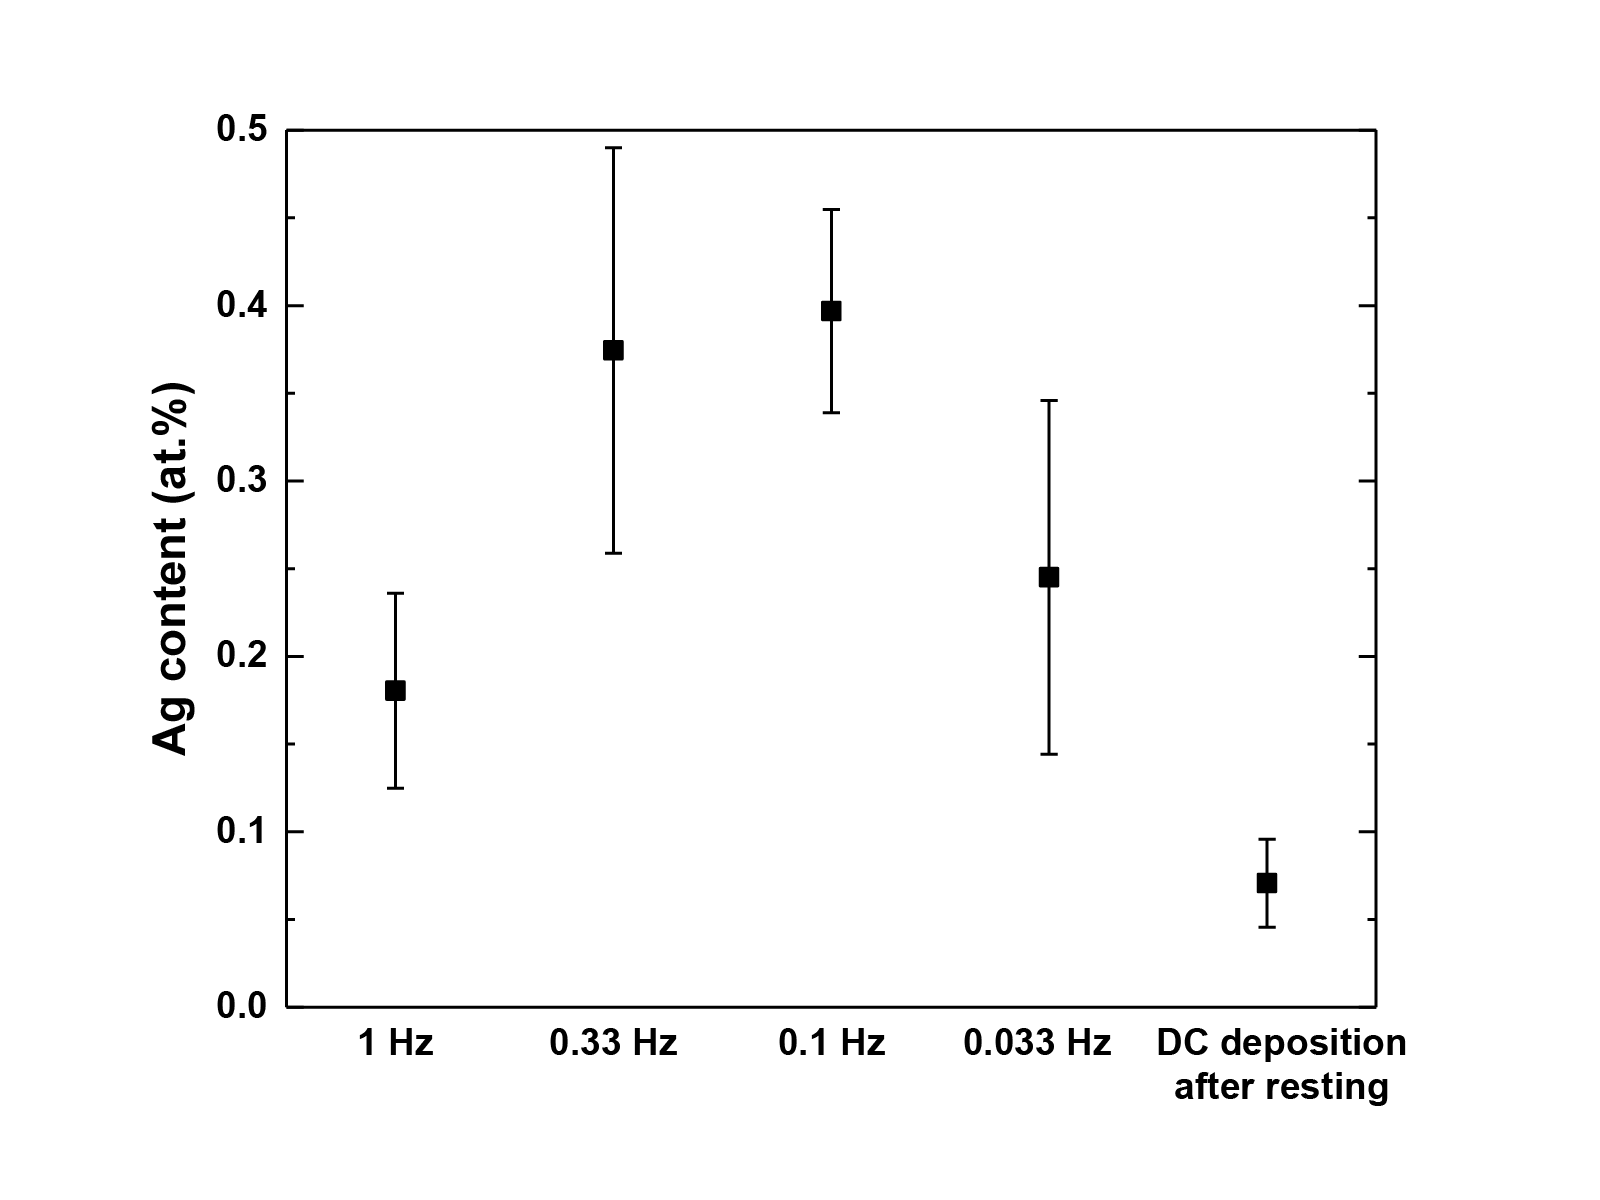 0.5
0.4
0.3
0.2
0.1
0.0
Ag content (at.%)
1 Hz
0.33 Hz
0.1 Hz
0.033 Hz
DC deposition
after resting